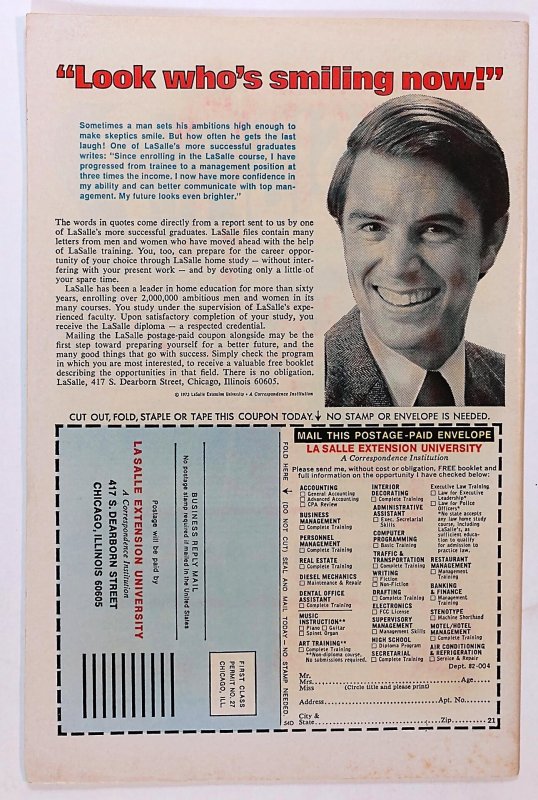 “Look who’s smiling now!”
Sometimes a man sets his ambitions high enough to
make skeptics smile. But how often he gets the last
laugh! One of LaSalle's more successful graduates
writes: "Since enrolling in the LaSalle course, I have
progressed from trainee to a management position at
three times the income. I now have more confidence in
my ability and can better communicate with top man-
agement. My future looks even brighter."
The words in quotes come directly from a report sent to us by one
of LaSalle's more successful graduates. LaSalle files contain many
letters from men and women who have moved ahead with the help
of LaSalle training. You, too, can prepare for the career oppor-
tunity of your choice through LaSalle home study — without inter-
fering with your present work — and by devoting only a little of
your spare time.
LaSalle has been a leader in home education for more than sixty
years, enrolling over 2,000,000 ambitious men and women in its
many courses. You study under the supervision of LaSalle's expe-
rienced faculty. Upon satisfactory completion of your study, you
receive the LaSalle diploma — a respected credential.
Mailing the LaSalle postage-paid coupon alongside may be the
first step toward preparing yourself for a better future, and the
many good things that go with success. Simply check the program
in which you are most interested, to receive a valuable free booklet
describing the opportunities in that field. There is no obligation.
LaSalle, 417 S. Dearborn Street, Chicago, Illinois 60605.
© 1973 LaSalle Extension University • A Correspondence Institution
CUT OUT, FOLD, STAPLE OR TAPE THIS COUPON TODAY. ↓ NO STAMP OR ENVELOPE IS NEEDED.
BUSINESS REPLY MAIL
No postage stamp required if mailed in the United States
Postage will be paid by
LASALLE EXTENSION UNIVERSITY
A Correspondence Institution
417 S. DEARBORN STREET
CHICAGO, ILLINOIS 60605
FIRST CLASS
PERMIT NO. 27
CHICAGO, ILL.
FOLD HERE ↓ (DO NOT CUT) SEAL AND MAIL TODAY – NO STAMP NEEDED
54D
MAIL THIS POSTAGE-PAID ENVELOPE
LA SALLE EXTENSION UNIVERSITY
A Correspondence Institution
Please send me, without cost or obligation, FREE booklet and
full information on the opportunity I have checked below:
ACCOUNTING
☐ General Accounting
☐ Advanced Accounting
☐ CPA Review
BUSINESS
MANAGEMENT
☐ Complete Training
PERSONNEL
MANAGEMENT
☐ Complete Training
REAL ESTATE
☐ Complete Training
DIESEL MECHANICS
☐ Maintenance & Repair
DENTAL OFFICE
ASSISTANT
☐ Complete Training
MUSIC
INSTRUCTION**
☐ Piano ☐ Guitar
☐ Spinet Organ
ART TRAINING**
☐ Complete Training
**Non-diploma course.
No submissions required.
INTERIOR
DECORATING
☐ Complete Training
ADMINISTRATIVE
ASSISTANT
☐ Exec. Secretarial
Skills
COMPUTER
PROGRAMMING
☐ Basic Training
TRAFFIC &
TRANSPORTATION
☐ Complete Training
WRITING
☐ Fiction
☐ Non-Fiction
DRAFTING
☐ Complete Training
ELECTRONICS
☐ FCC License
SUPERVISORY
MANAGEMENT
☐ Management Skills
HIGH SCHOOL
☐ Diploma Program
SECRETARIAL
☐ Complete Training
Executive Law Training
☐ Law for Executive
Leadership*
☐ Law for Police
Officers*
*No state accepts
any law home study
course, including
LaSalle's, as
sufficient educa-
tion to qualify
for admission to
practice law.
RESTAURANT
MANAGEMENT
☐ Complete Training
BANKING
& FINANCE
☐ Management
Training
STENOTYPE
☐ Machine Shorthand
MOTEL/HOTEL
MANAGEMENT
☐ Complete Training
AIR CONDITIONING
& REFRIGERATION
☐ Service & Repair
Dept. 82-004
Mr.
Mrs. Age
Miss (Circle title and please print)
Address Apt. No.
City &
State Zip 21